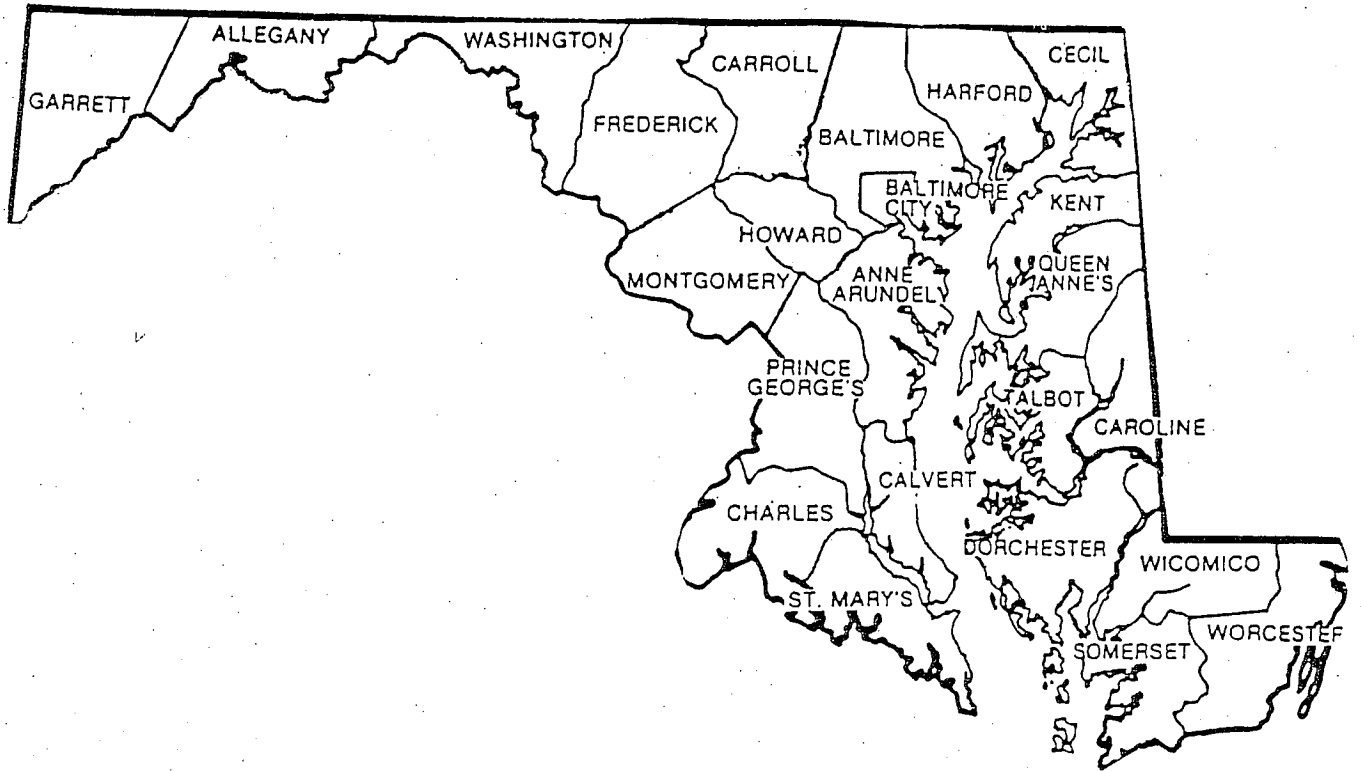 ALLEGANY
WASHINGTON
GARRETT
FREDERICK
CARROLL
BALTIMORE
HARFORD
CECIL
BALTIMORE
CITY
KENT
HOWARD
MONTGOMERY
ANNE
ARUNDEL
QUEEN
ANNE'S
PRINCE
GEORGE'S
TALBOT
CAROLINE
CALVERT
CHARLES
DORCHESTER
WICOMICO
ST. MARY'S
SOMERSET
WORCESTER